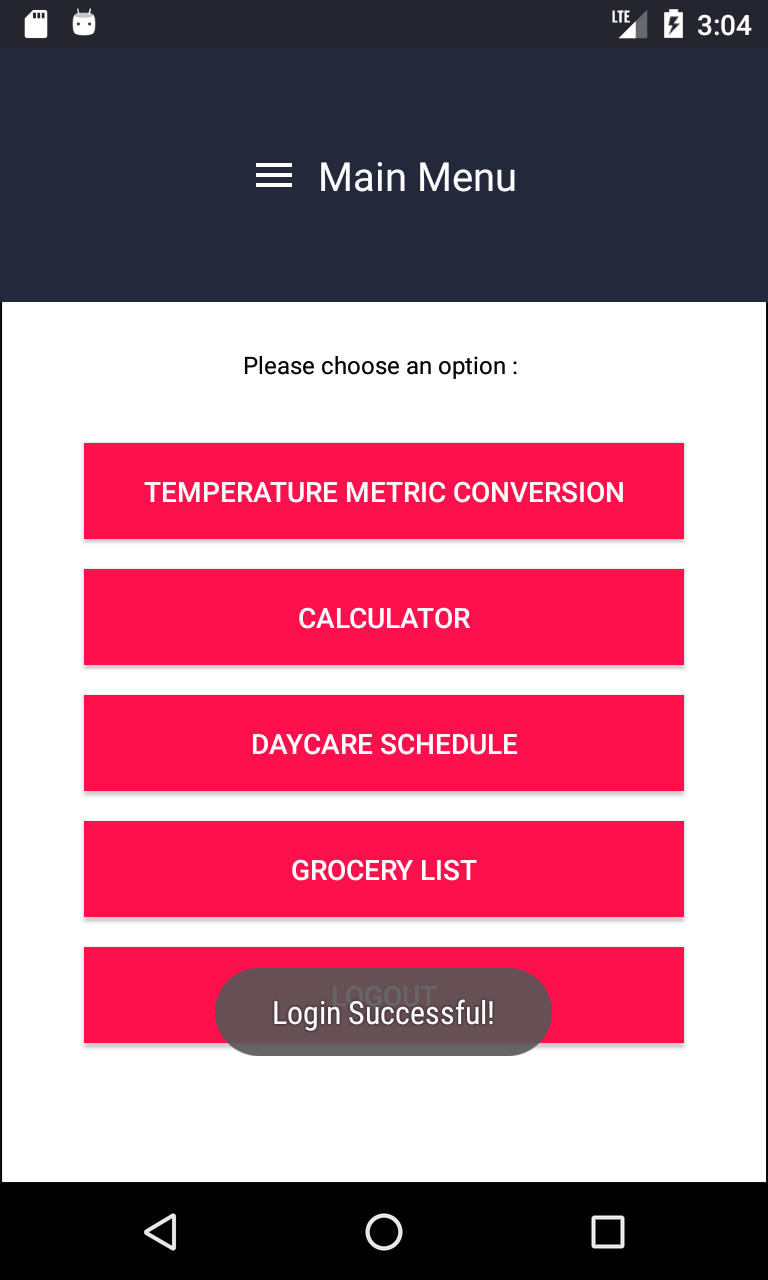 LTE 3:04
Main Menu
Please choose an option :
TEMPERATURE METRIC CONVERSION
CALCULATOR
DAYCARE SCHEDULE
GROCERY LIST
LOGOUT
Login Successful!